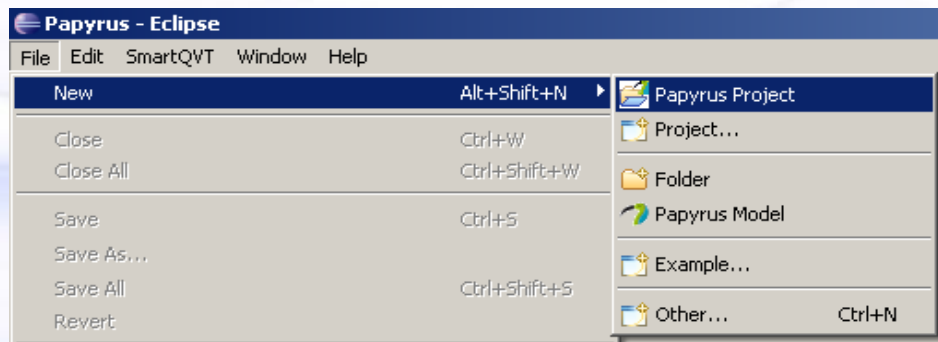 Papyrus - Eclipse
File Edit SmartQVT Window Help
New Alt+Shift+N
Close Ctrl+W
Close All Ctrl+Shift+W
Save Ctrl+S
Save As...
Save All Ctrl+Shift+S
Revert
Papyrus Project
Project...
Folder
Papyrus Model
Example...
Other... Ctrl+N